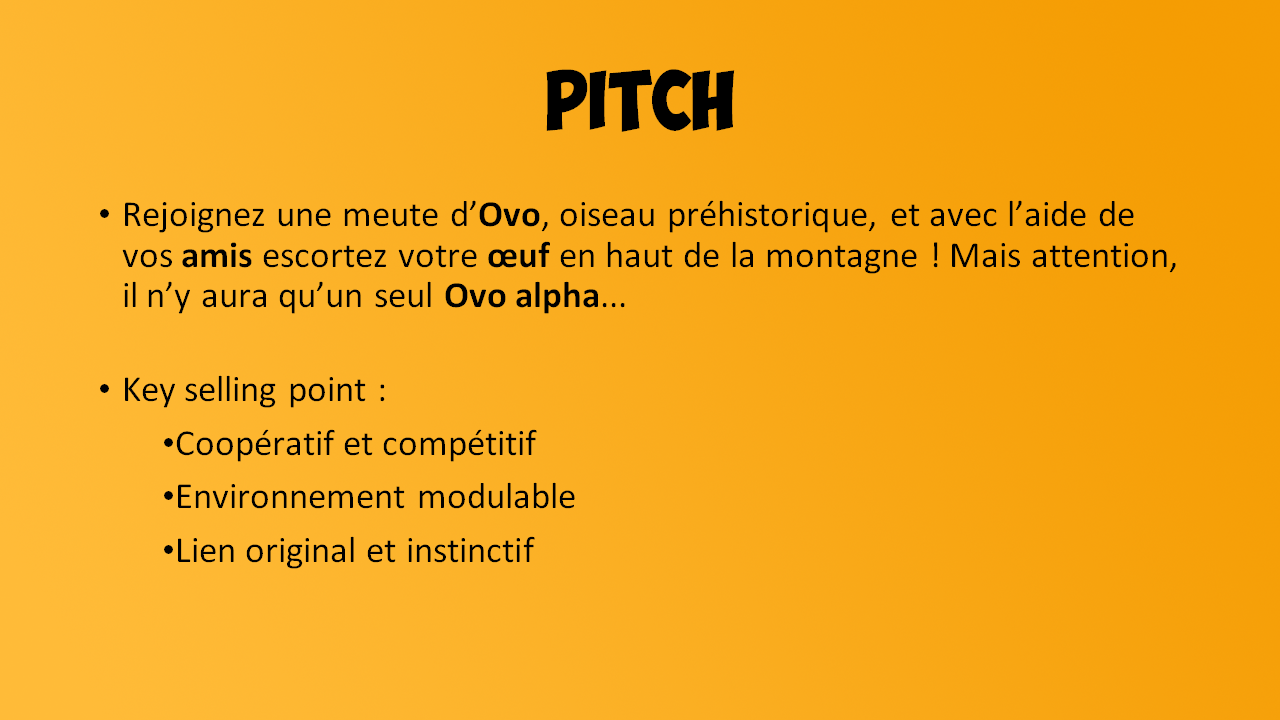 PITCH
• Rejoignez une meute d’Ovo, oiseau préhistorique, et avec l’aide de
vos amis escortez votre œuf en haut de la montagne ! Mais attention,
il n’y aura qu’un seul Ovo alpha...
• Key selling point :
•Coopératif et compétitif
•Environnement modulable
•Lien original et instinctif